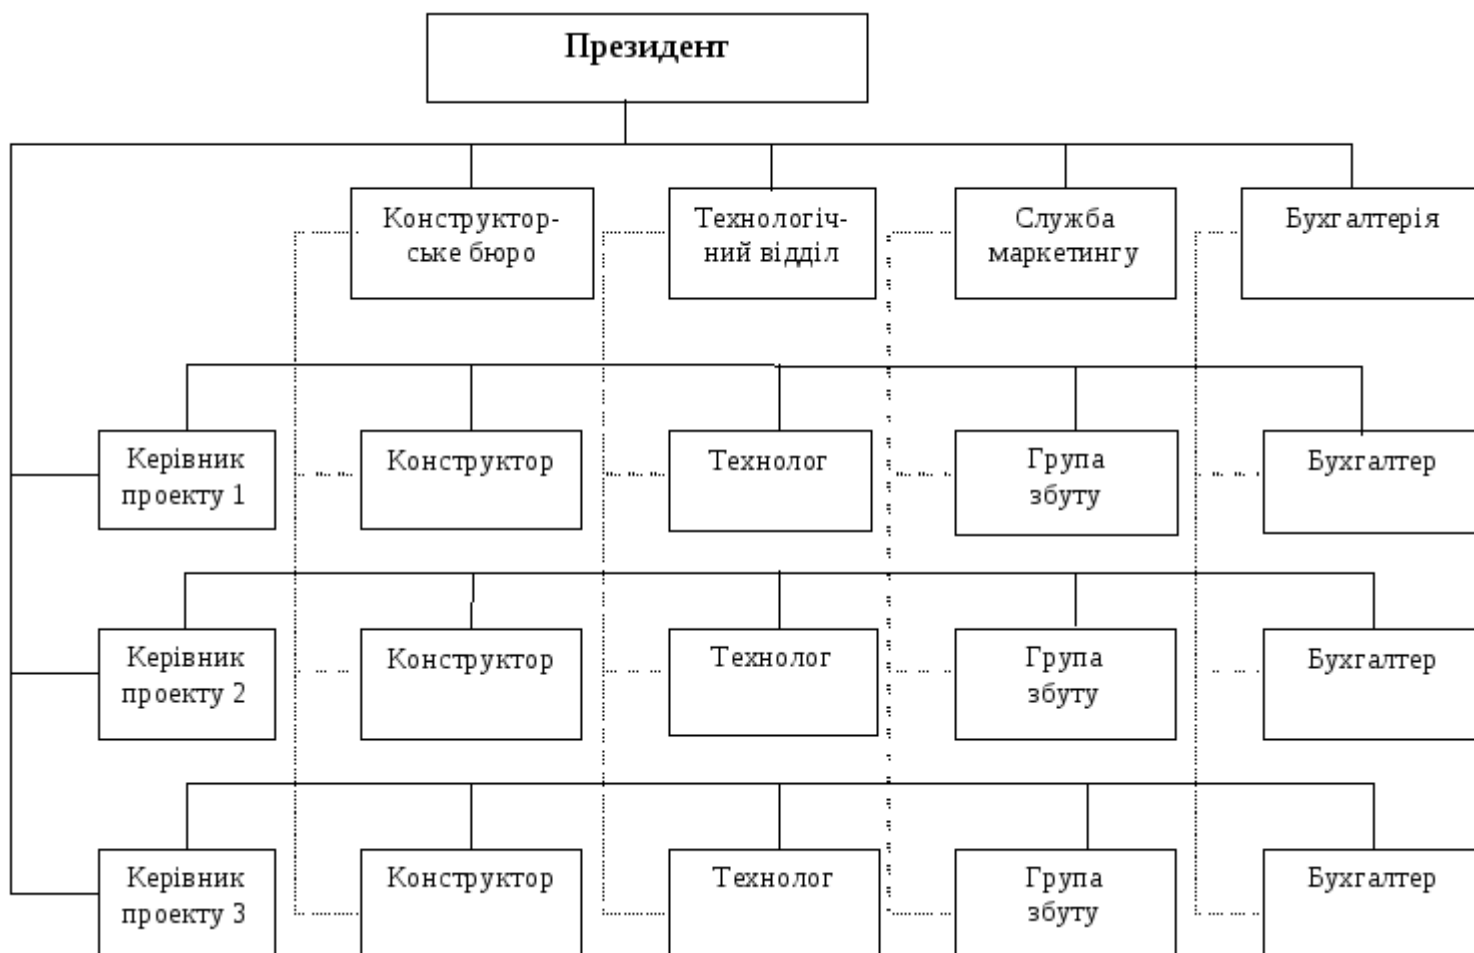 Президент
Конструктор-
ське бюро
Технологіч-
ний відділ
Служба
маркетингу
Бухгалтерія
Керівник
проекту 1
Конструктор
Технолог
Група
збуту
Бухгалтер
Керівник
проекту 2
Конструктор
Технолог
Група
збуту
Бухгалтер
Керівник
проекту 3
Конструктор
Технолог
Група
збуту
Бухгалтер